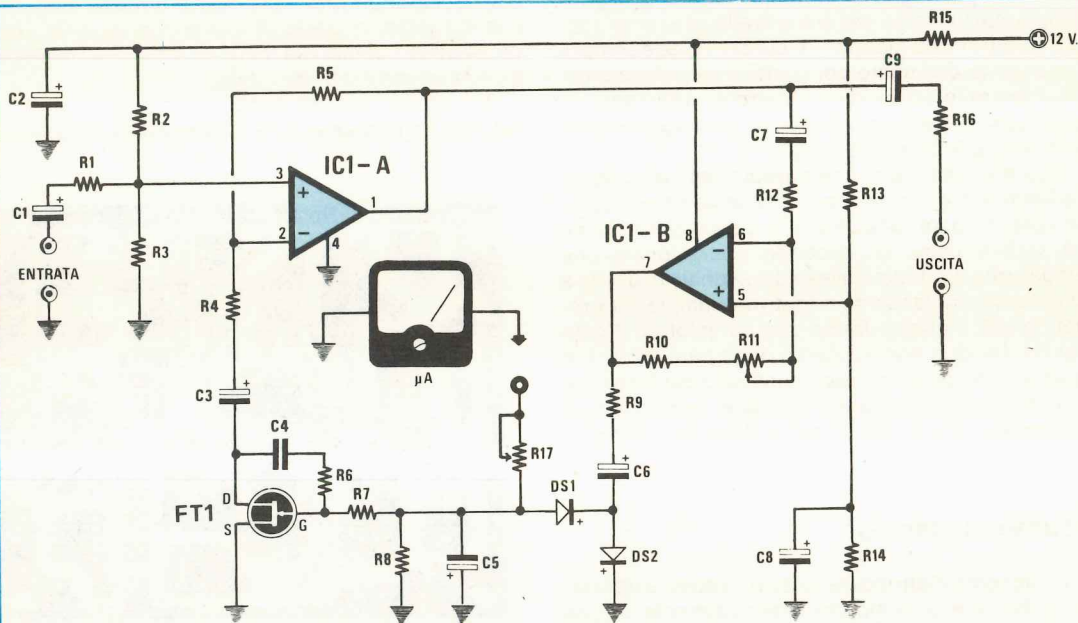 R15
12 V.
C2
R5
C9
R2
C7
R16
R1
IC1-A
3
+
1
R12
R13
C1
2
-
4
IC1-B
8
6
-
7
5
+
ENTRATA
R3
USCITA
R4
R10
R11
µA
R9
C3
C4
R17
C6
R6
DS1
D
FT1
S
G
R7
+
R8
C5
DS2
+
C8
R14